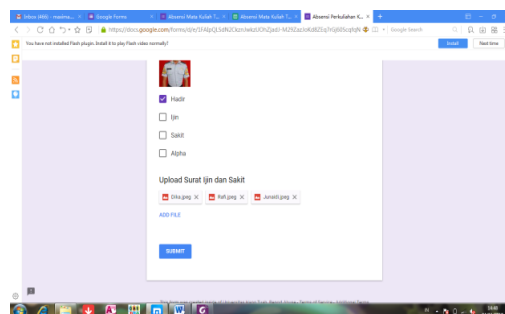 Inbox (486) - maxima...
Google Forms
Absensi Mata Kuliah T...
Absensi Mata Kuliah T...
Absensi Perkuliahan K...
Google Search
You have not installed Flash plugin. Install it to play Flash video normally?
Install
Next time
Hadir
Ijin
Sakit
Alpha
Upload Surat Ijin dan Sakit
Dika.jpeg
Rafi.jpeg
Junaidi.jpeg
ADD FILE
SUBMIT